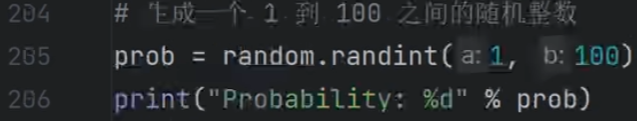 204 # 生成一个 1 到 100 之间的随机整数
205 prob = random.randint( a: 1, b: 100)
206 print("Probability: %d" % prob)